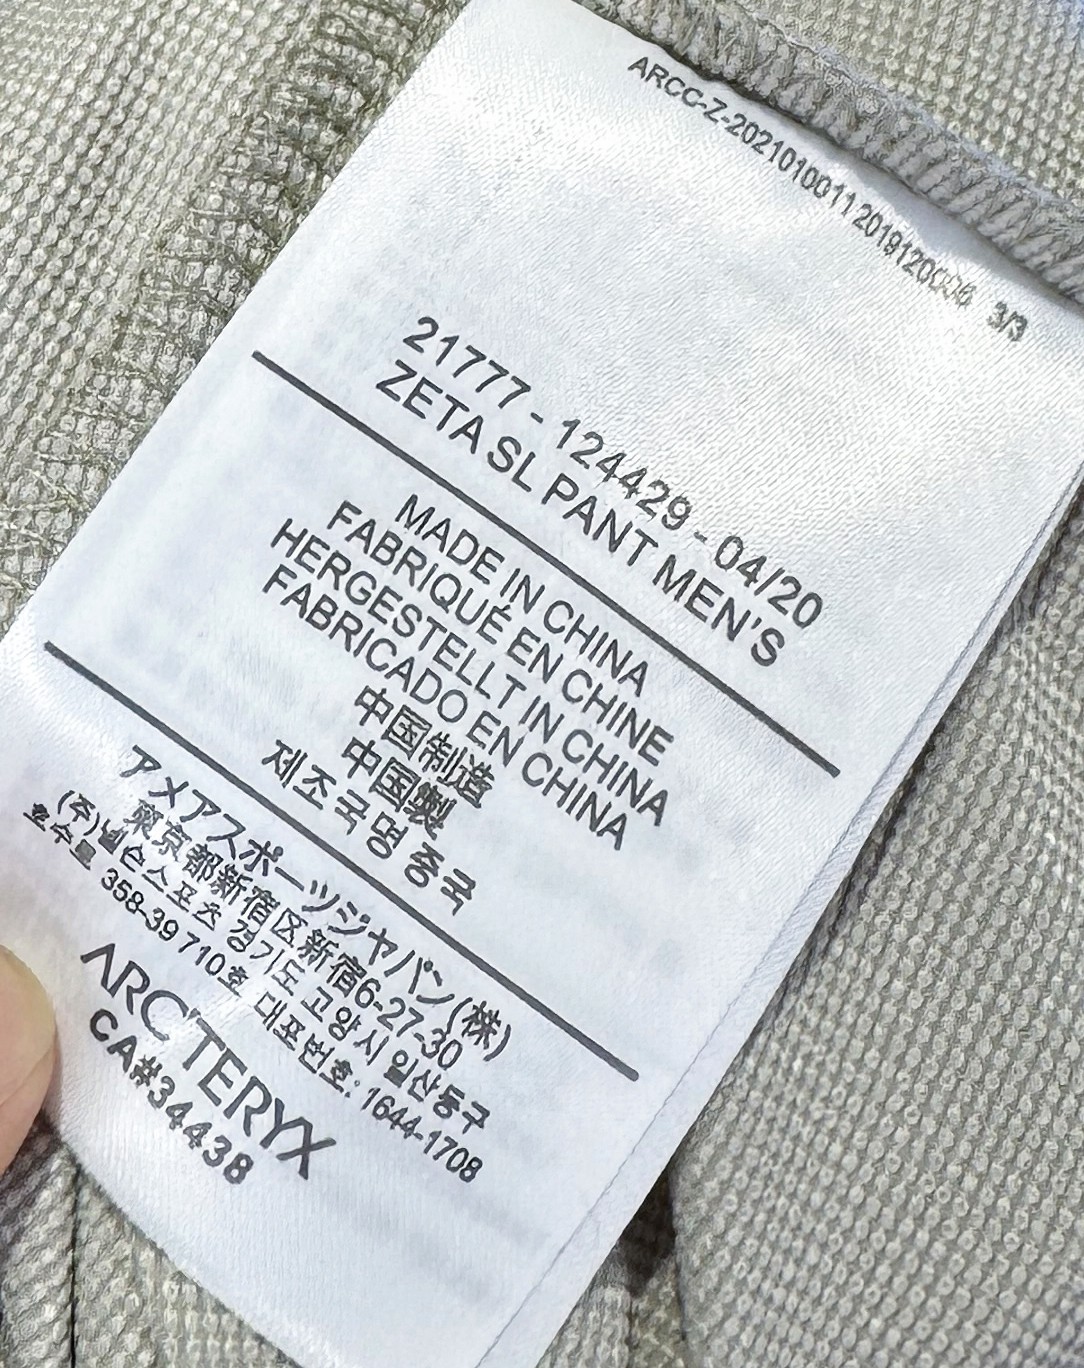 ARCC-Z-2021010011 2019120006 3/3
21777 - 124429 - 04/20
ZETA SL PANT MEN'S
MADE IN CHINA
FABRIQUÉ EN CHINE
HERGESTELLT IN CHINA
FABRICADO EN CHINA
中国制造
中国製
제조국명 중국
アメアスポーツジャパン(株)
東京都新宿区新宿6-27-30
(주)넬슨스포츠 경기도 고양시 일산동구
호수로 358-39 710호 대표번호: 1644-1708
ARC'TERYX
CA#34438